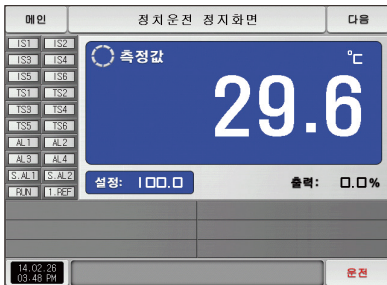 메인 정치운전 정지화면 다음
IS1 IS2
IS3 IS4
IS5 IS6
TS1 TS2
TS3 TS4
TS5 TS6
AL1 AL2
AL3 AL4
S.AL1 S.AL2
RUN 1.REF
측정값 ℃
29.6
설정: 100.0 출력: 0.0%
14.02.26
03:48 PM
운전